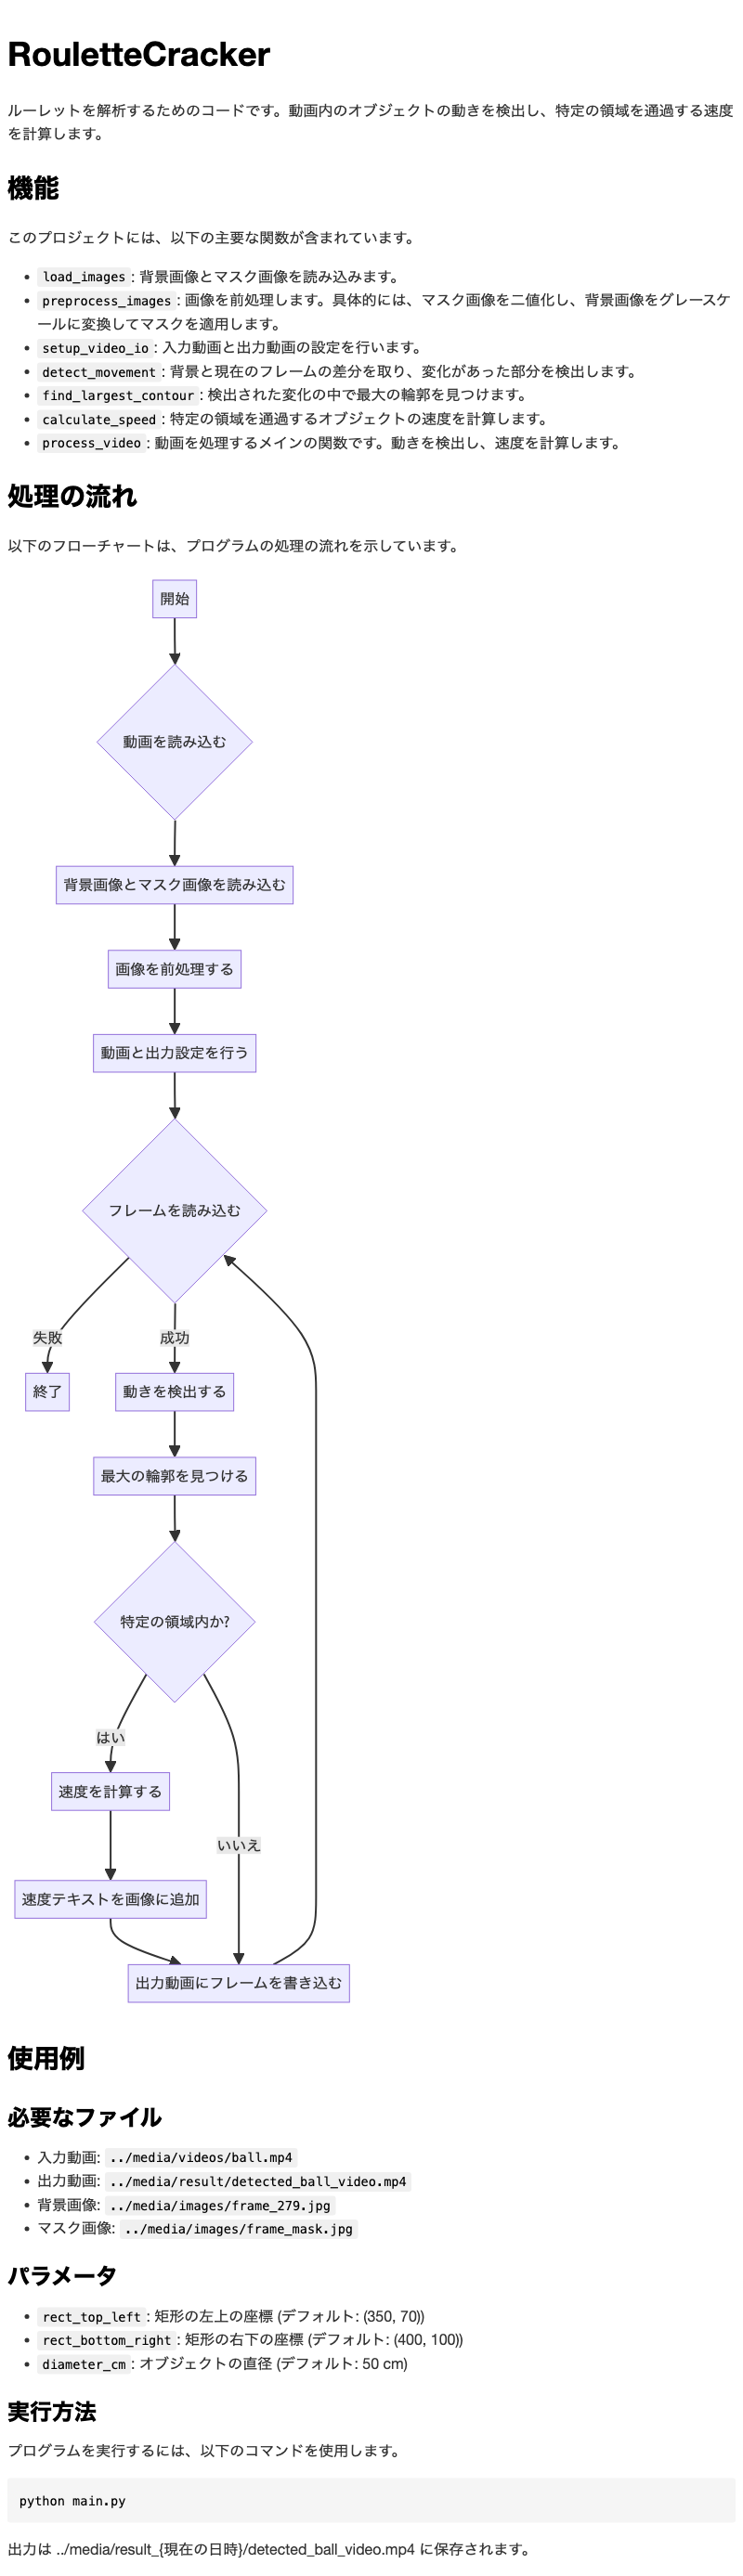 RouletteCracker
ルーレットを解析するためのコードです。動画内のオブジェクトの動きを検出し、特定の領域を通過する速度
を計算します。
機能
このプロジェクトには、以下の主要な関数が含まれています。
• load_images: 背景画像とマスク画像を読み込みます。
• preprocess_images: 画像を前処理します。具体的には、マスク画像を二値化し、背景画像をグレースケ
ールに変換してマスクを適用します。
• setup_video_io: 入力動画と出力動画の設定を行います。
• detect_movement: 背景と現在のフレームの差分を取り、変化があった部分を検出します。
• find_largest_contour: 検出された変化の中で最大の輪郭を見つけます。
• calculate_speed: 特定の領域を通過するオブジェクトの速度を計算します。
• process_video: 動画を処理するメインの関数です。動きを検出し、速度を計算します。
処理の流れ
以下のフローチャートは、プログラムの処理の流れを示しています。
開始
動画を読み込む
背景画像とマスク画像を読み込む
画像を前処理する
動画と出力設定を行う
フレームを読み込む
失敗
成功
終了
動きを検出する
最大の輪郭を見つける
特定の領域内か?
はい
速度を計算する
いいえ
速度テキストを画像に追加
出力動画にフレームを書き込む
使用例
必要なファイル
• 入力動画: ../media/videos/ball.mp4
• 出力動画: ../media/result/detected_ball_video.mp4
• 背景画像: ../media/images/frame_279.jpg
• マスク画像: ../media/images/frame_mask.jpg
パラメータ
• rect_top_left: 矩形の左上の座標 (デフォルト: (350, 70))
• rect_bottom_right: 矩形の右下の座標 (デフォルト: (400, 100))
• diameter_cm: オブジェクトの直径 (デフォルト: 50 cm)
実行方法
プログラムを実行するには、以下のコマンドを使用します。
python main.py
出力は ../media/result_{現在の日時}/detected_ball_video.mp4 に保存されます。